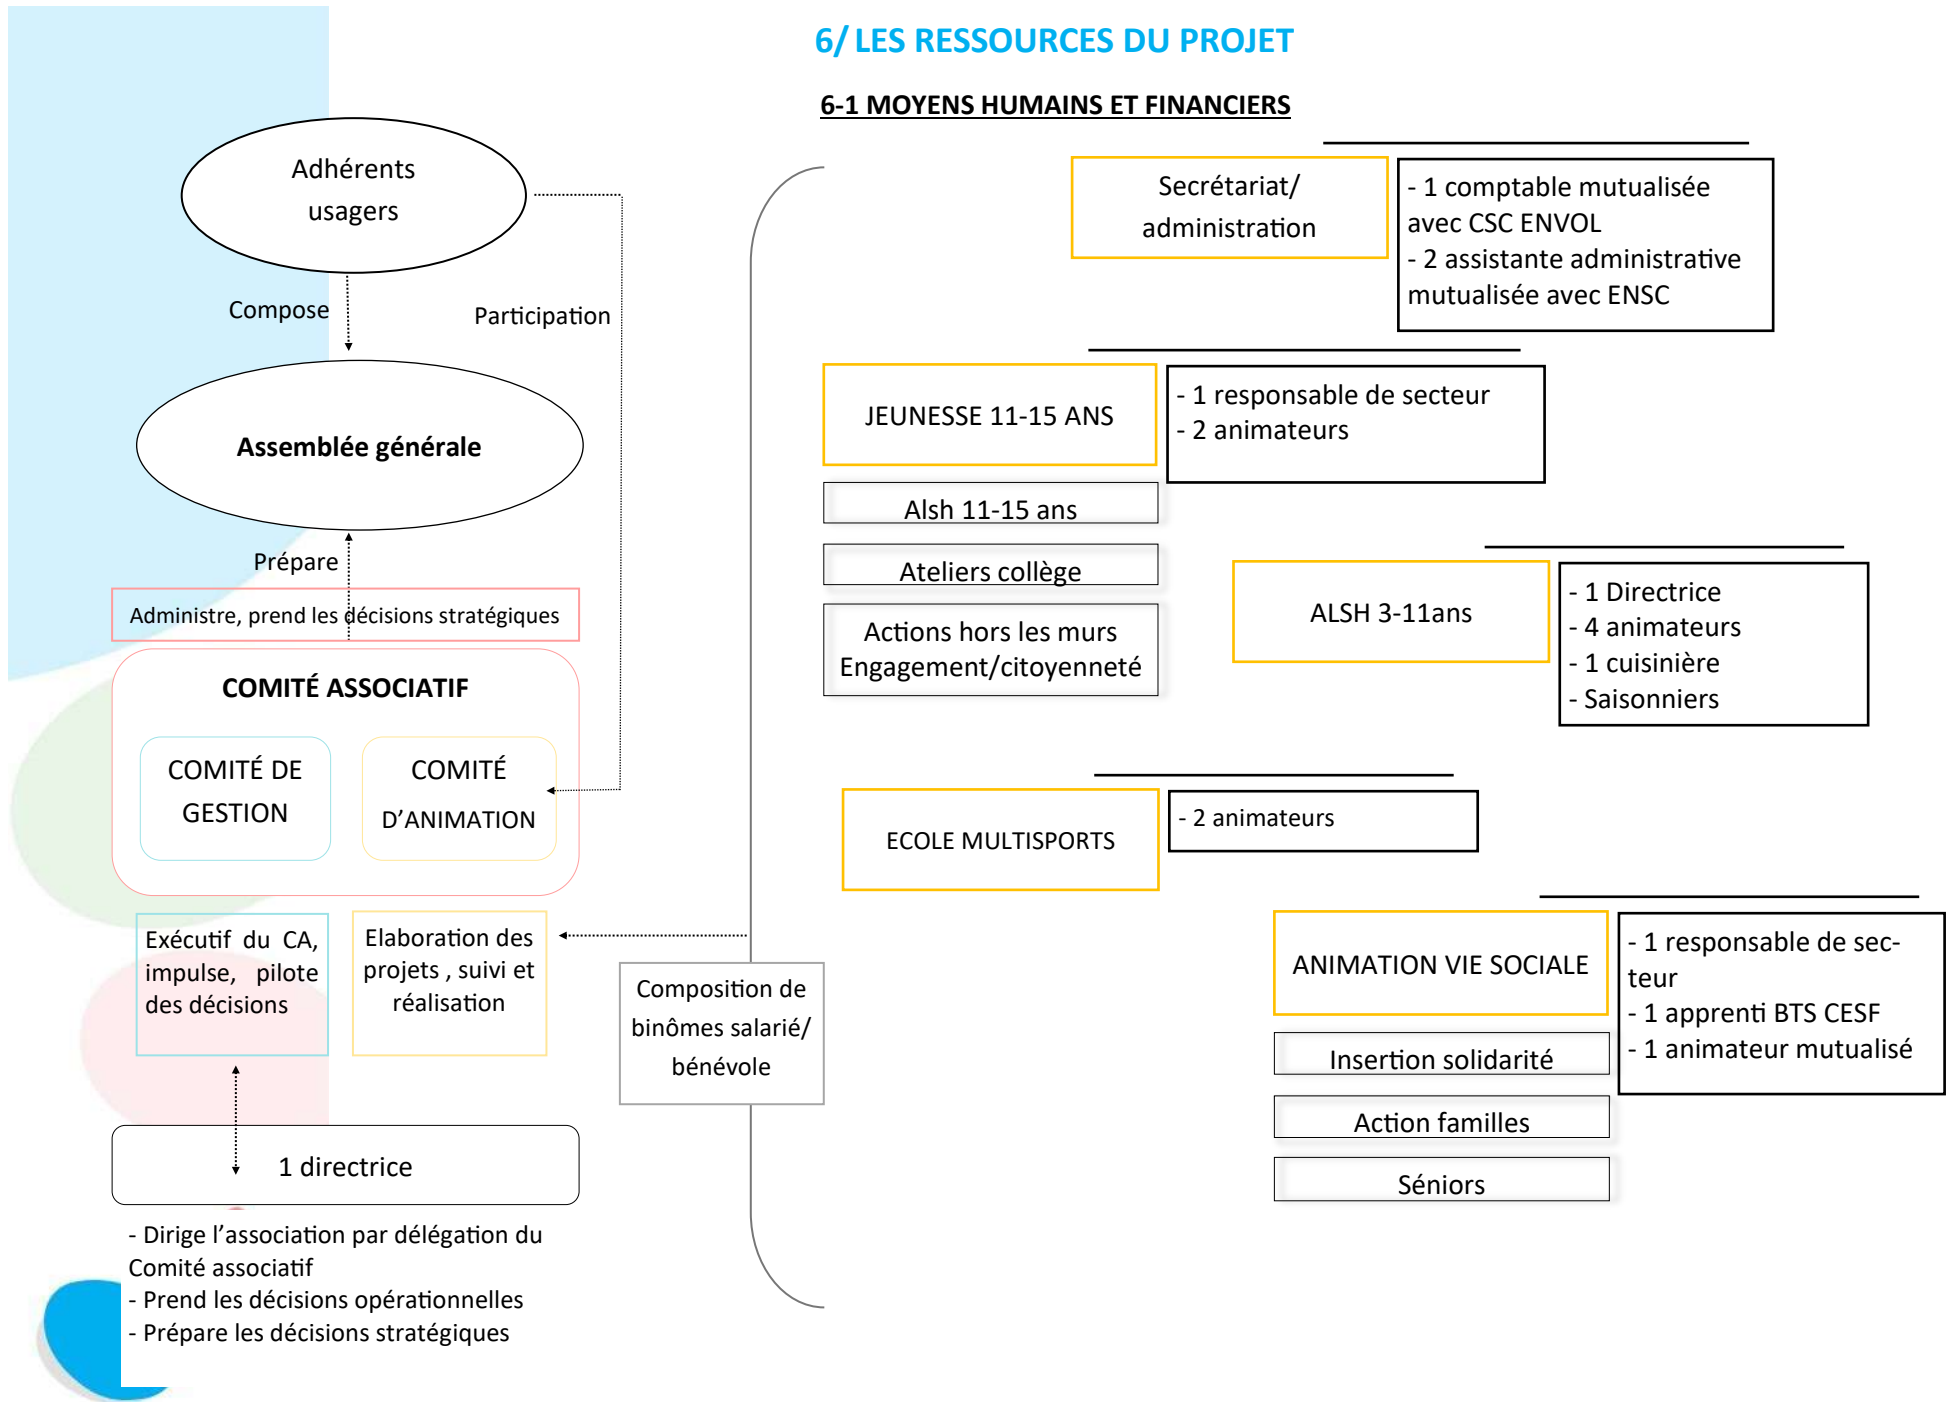 6/ LES RESSOURCES DU PROJET
6-1 MOYENS HUMAINS ET FINANCIERS
Adhérents
usagers
Compose
Participation
Assemblée générale
Prépare
Administre, prend les décisions stratégiques
COMITÉ ASSOCIATIF
COMITÉ DE
GESTION
COMITÉ
D’ANIMATION
Exécutif du CA,
impulse, pilote
des décisions
Elaboration des
projets , suivi et
réalisation
1 directrice
- Dirige l’association par délégation du
Comité associatif
- Prend les décisions opérationnelles
- Prépare les décisions stratégiques
Composition de
binômes salarié/
bénévole
Secrétariat/
administration
- 1 comptable mutualisée
avec CSC ENVOL
- 2 assistante administrative
mutualisée avec ENSC
JEUNESSE 11-15 ANS
- 1 responsable de secteur
- 2 animateurs
Alsh 11-15 ans
Ateliers collège
Actions hors les murs
Engagement/citoyenneté
ALSH 3-11ans
- 1 Directrice
- 4 animateurs
- 1 cuisinière
- Saisonniers
ECOLE MULTISPORTS
- 2 animateurs
ANIMATION VIE SOCIALE
- 1 responsable de sec-
teur
- 1 apprenti BTS CESF
- 1 animateur mutualisé
Insertion solidarité
Action familles
Séniors